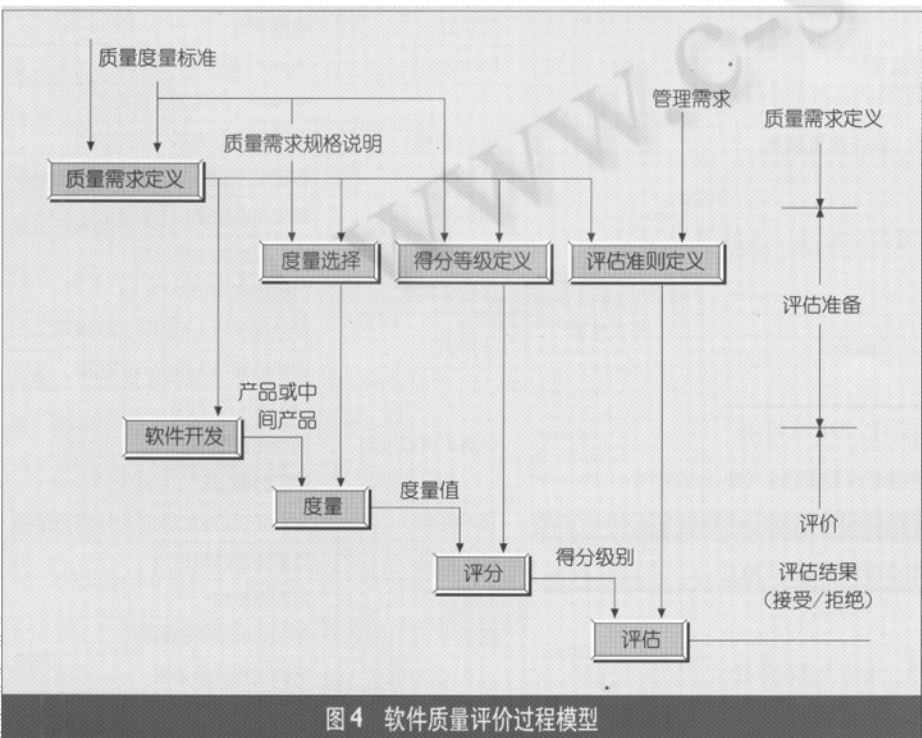 www.c-s
质量度量标准
管理需求
质量需求定义
质量需求规格说明
质量需求定义
度量选择
得分等级定义
评估准则定义
评估准备
产品或中
间产品
软件开发
度量值
度量
评价
得分级别
评分
评估结果
(接受/拒绝)
评估
图4 软件质量评价过程模型